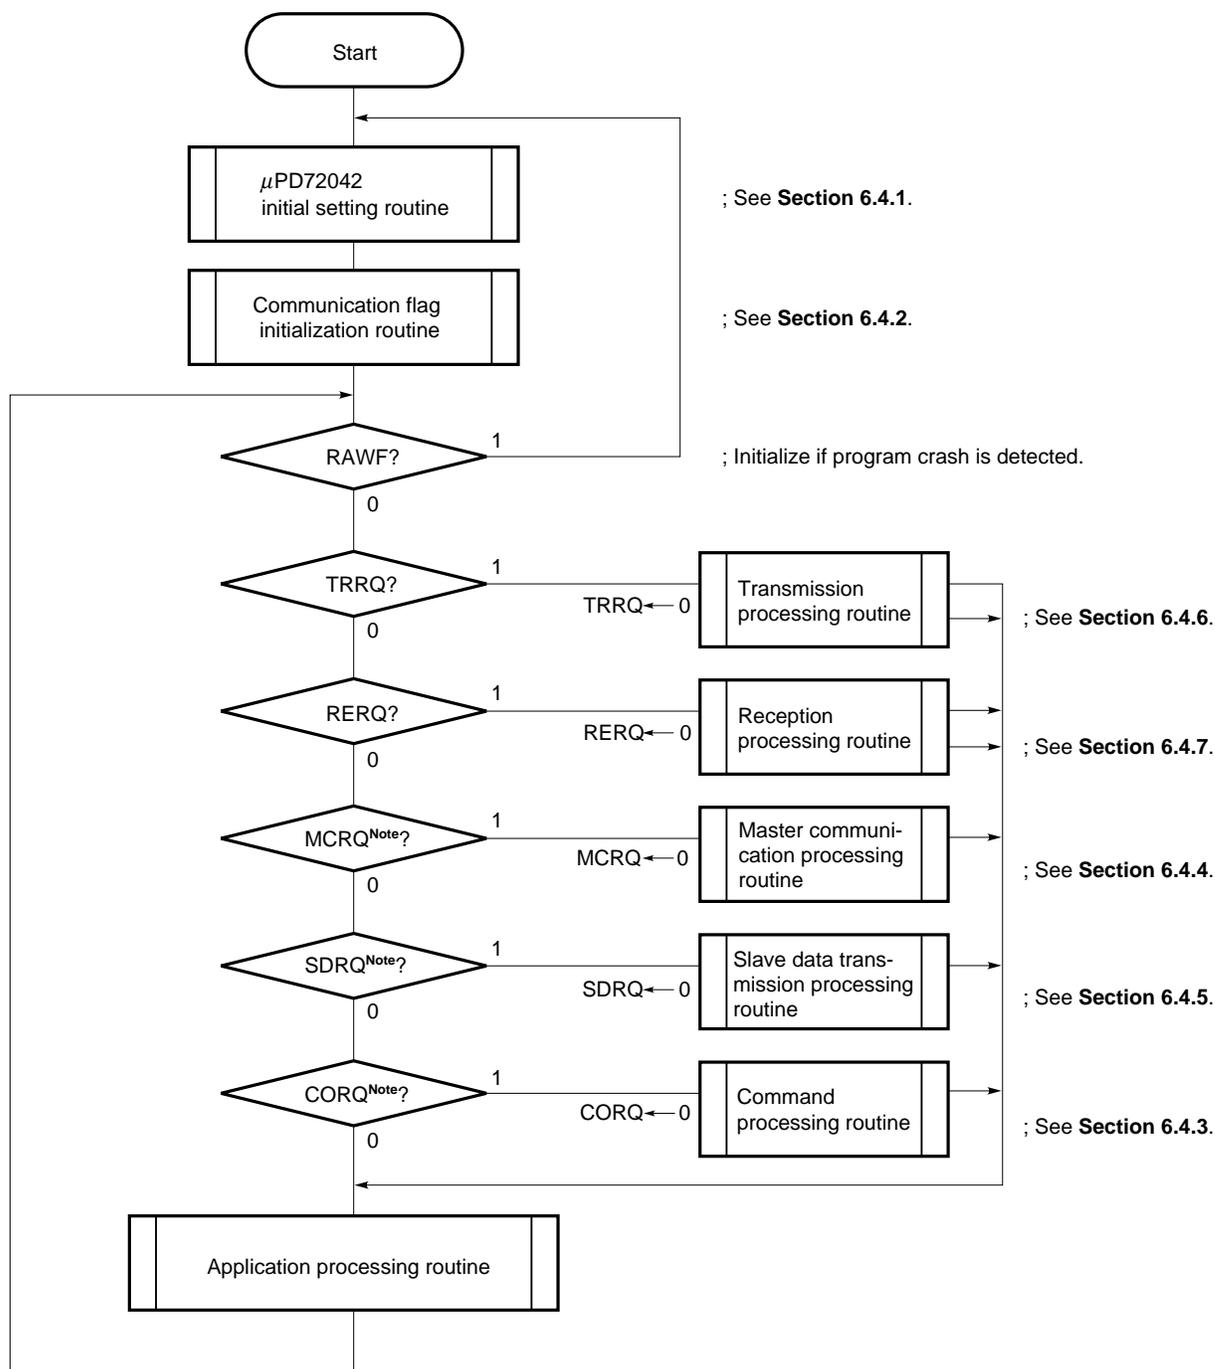 Start
μPD72042
initial setting routine
; See Section 6.4.1.
Communication flag
initialization routine
; See Section 6.4.2.
RAWF?
1
; Initialize if program crash is detected.
0
TRRQ?
1
TRRQ← 0
Transmission
processing routine
; See Section 6.4.6.
0
RERQ?
1
RERQ← 0
Reception
processing routine
; See Section 6.4.7.
0
MCRQNote?
1
MCRQ← 0
Master communi-
cation processing
routine
; See Section 6.4.4.
0
SDRQNote?
1
SDRQ← 0
Slave data trans-
mission processing
routine
; See Section 6.4.5.
0
CORQNote?
1
CORQ← 0
Command
processing routine
; See Section 6.4.3.
0
Application processing routine